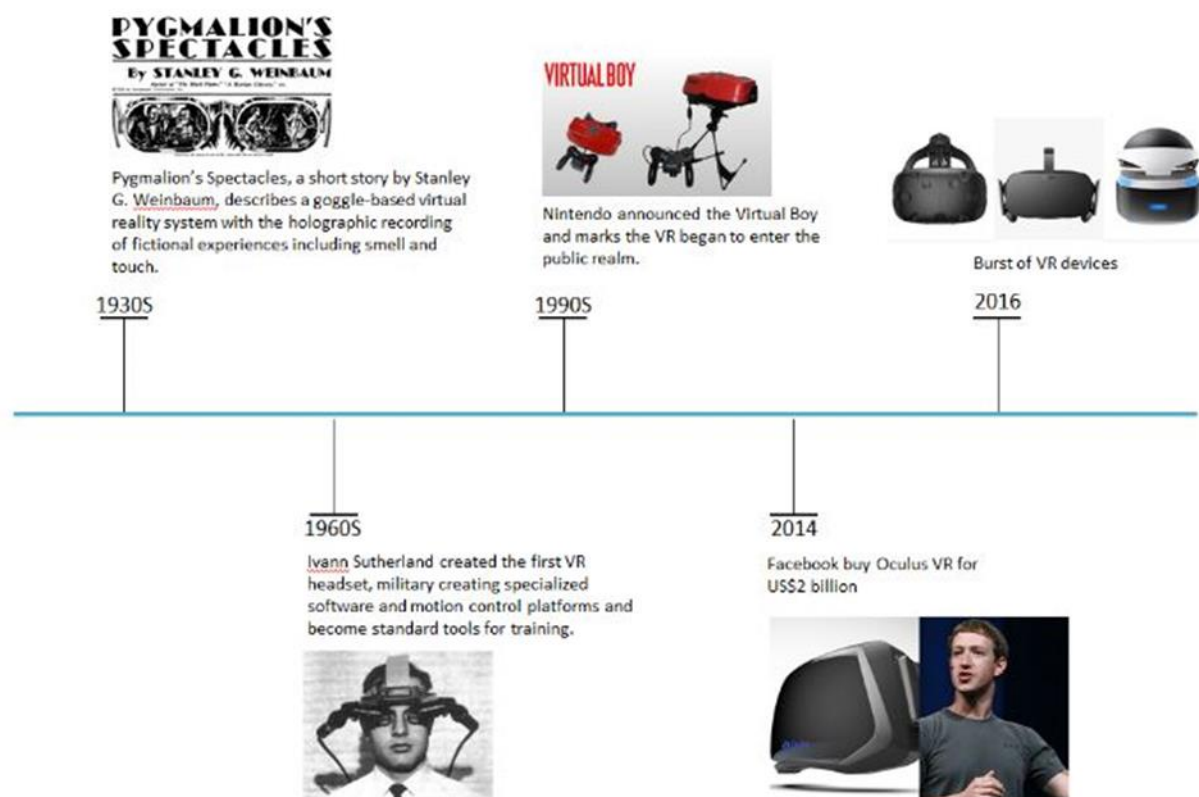 PYGMALION'S
SPECTACLES
By STANLEY G. WEINBAUM
Pygmalion's Spectacles, a short story by Stanley
G. Weinbaum, describes a goggle-based virtual
reality system with the holographic recording
of fictional experiences including smell and
touch.
1930S
VIRTUAL BOY
Nintendo announced the Virtual Boy
and marks the VR began to enter the
public realm.
1990S
Burst of VR devices
2016
1960S
Ivann Sutherland created the first VR
headset, military creating specialized
software and motion control platforms and
become standard tools for training.
2014
Facebook buy Oculus VR for
US$2 billion